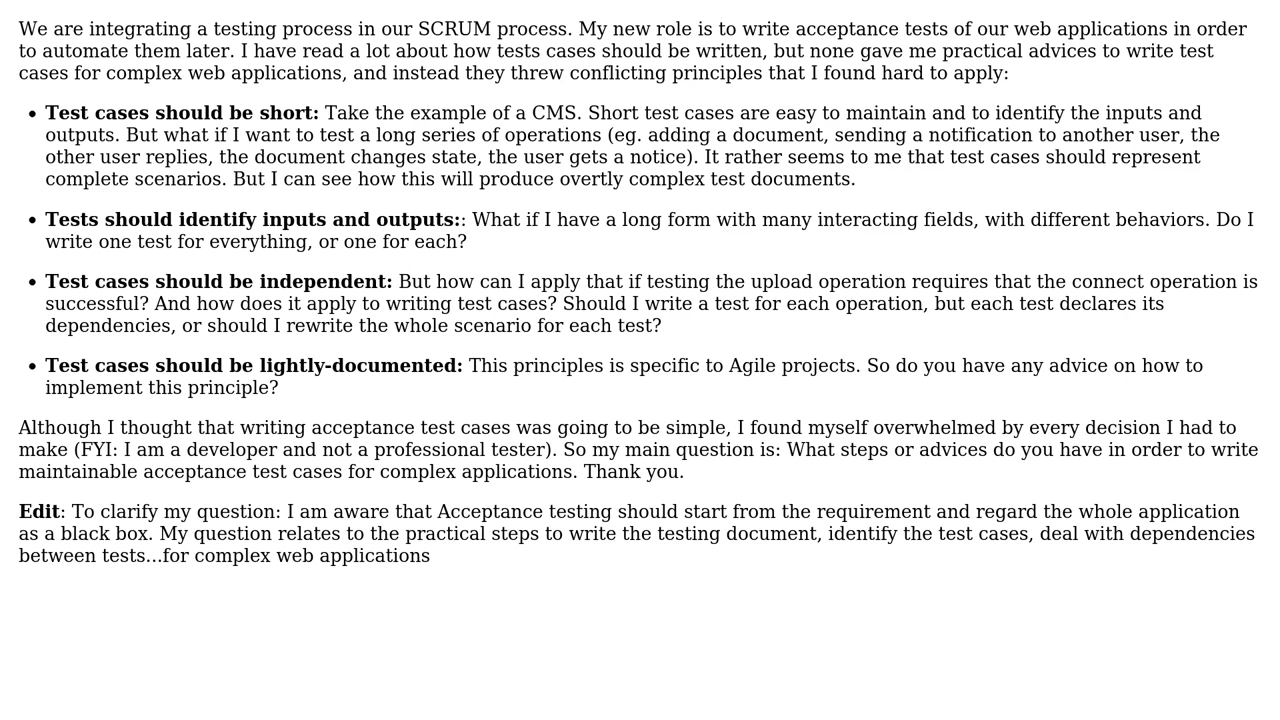 We are integrating a testing process in our SCRUM process. My new role is to write acceptance tests of our web applications in order
to automate them later. I have read a lot about how tests cases should be written, but none gave me practical advices to write test
cases for complex web applications, and instead they threw conflicting principles that I found hard to apply:
• Test cases should be short: Take the example of a CMS. Short test cases are easy to maintain and to identify the inputs and
outputs. But what if I want to test a long series of operations (eg. adding a document, sending a notification to another user, the
other user replies, the document changes state, the user gets a notice). It rather seems to me that test cases should represent
complete scenarios. But I can see how this will produce overtly complex test documents.
• Tests should identify inputs and outputs:: What if I have a long form with many interacting fields, with different behaviors. Do I
write one test for everything, or one for each?
• Test cases should be independent: But how can I apply that if testing the upload operation requires that the connect operation is
successful? And how does it apply to writing test cases? Should I write a test for each operation, but each test declares its
dependencies, or should I rewrite the whole scenario for each test?
• Test cases should be lightly-documented: This principles is specific to Agile projects. So do you have any advice on how to
implement this principle?
Although I thought that writing acceptance test cases was going to be simple, I found myself overwhelmed by every decision I had to
make (FYI: I am a developer and not a professional tester). So my main question is: What steps or advices do you have in order to write
maintainable acceptance test cases for complex applications. Thank you.
Edit: To clarify my question: I am aware that Acceptance testing should start from the requirement and regard the whole application
as a black box. My question relates to the practical steps to write the testing document, identify the test cases, deal with dependencies
between tests...for complex web applications